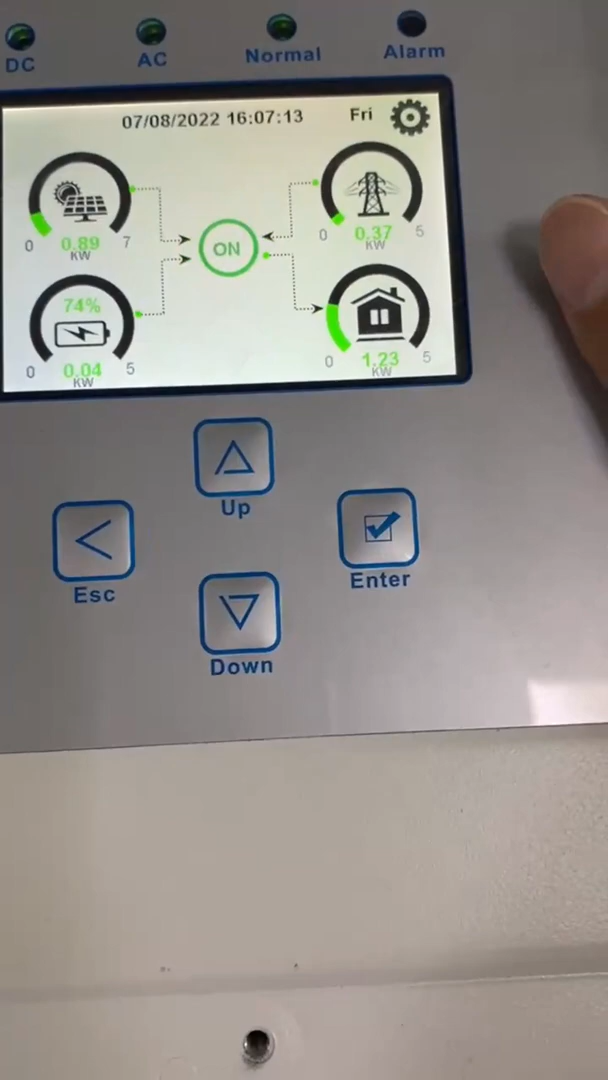 DC AC Normal Alarm
07/08/2022 16:07:13 Fri
0 0.89 7
KW
0 0.37 5
KW
ON
74%
0 0.04 5
KW
0 1.23 5
KW
Up
Esc
Enter
Down